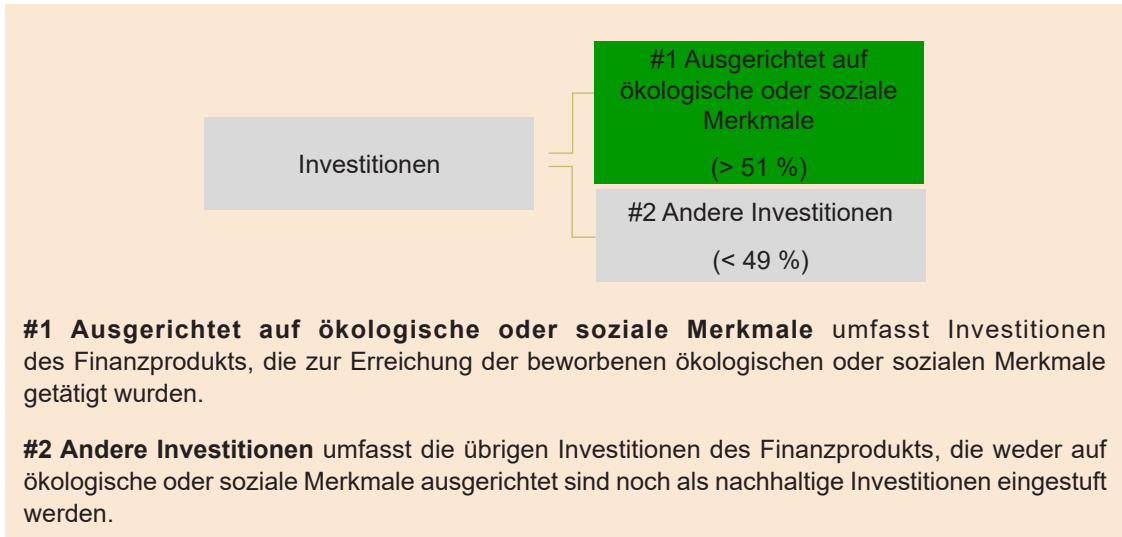 #1 Ausgerichtet auf
ökologische oder soziale
Merkmale
(> 51 %)
Investitionen
#2 Andere Investitionen
(< 49 %)
#1 Ausgerichtet auf ökologische oder soziale Merkmale umfasst Investitionen
des Finanzprodukts, die zur Erreichung der beworbenen ökologischen oder sozialen Merkmale
getätigt wurden.
#2 Andere Investitionen umfasst die übrigen Investitionen des Finanzprodukts, die weder auf
ökologische oder soziale Merkmale ausgerichtet sind noch als nachhaltige Investitionen eingestuft
werden.